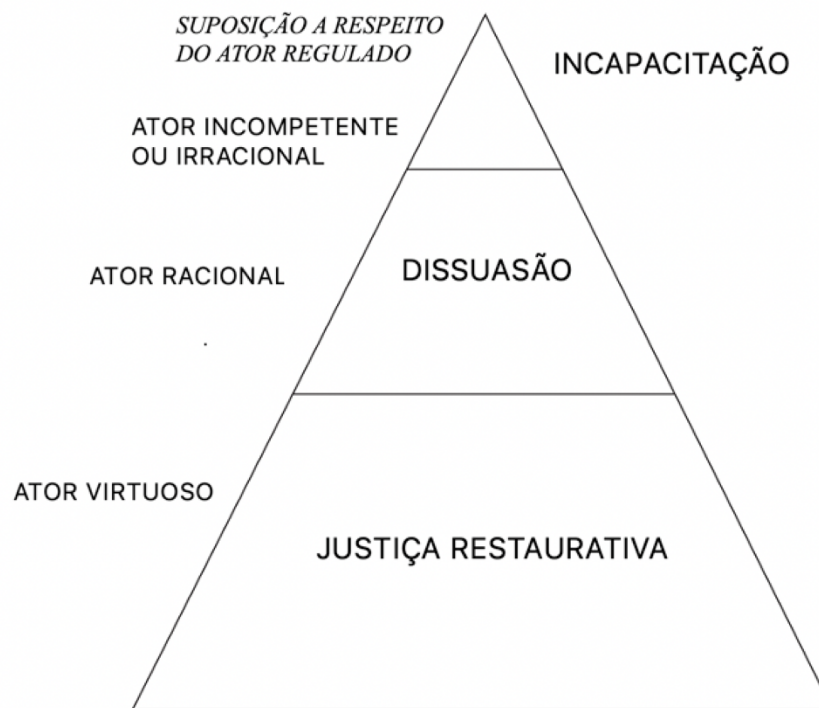 SUPOSIÇÃO A RESPEITO
DO ATOR REGULADO
INCAPACITAÇÃO
ATOR INCOMPETENTE
OU IRRACIONAL
DISSUASÃO
ATOR RACIONAL
ATOR VIRTUOSO
JUSTIÇA RESTAURATIVA